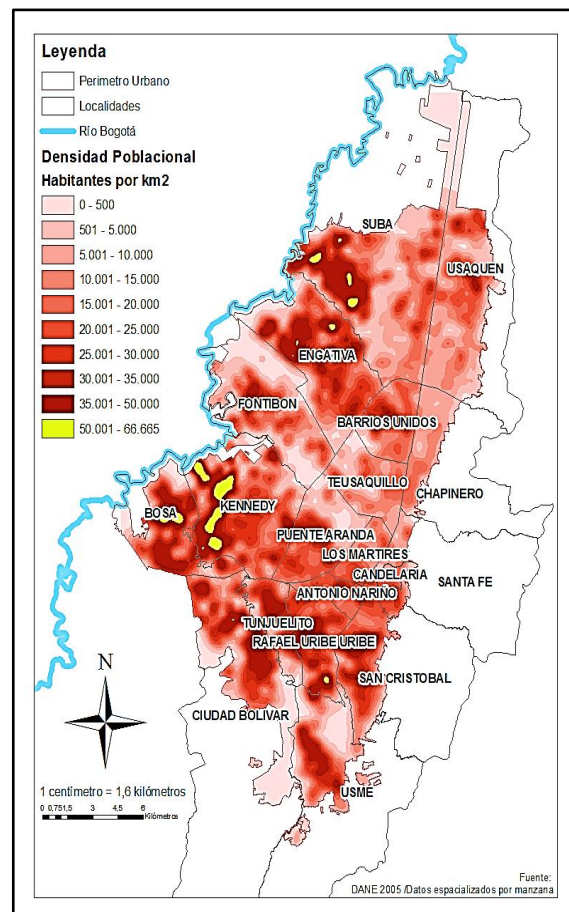 Leyenda
Perimetro Urbano
Localidades
Río Bogotá
Densidad Poblacional
Habitantes por km2
0 - 500
501 - 5.000
5.001 - 10.000
10.001 - 15.000
15.001 - 20.000
20.001 - 25.000
25.001 - 30.000
30.001 - 35.000
35.001 - 50.000
50.001 - 66.665
SUBA
USAQUEN
ENGATIVA
FONTIBON
BARRIOS UNIDOS
TEUSAQUILLO
CHAPINERO
BOSA
KENNEDY
PUENTE ARANDA
LOS MARTIRES
CANDELARIA
SANTA FE
ANTONIO NARIÑO
TUNJUELITO
RAFAEL URIBE URIBE
SAN CRISTOBAL
CIUDAD BOLIVAR
USME
N
1 centímetro = 1,6 kilómetros
0 0,751,5 3 4,5 6
Kilómetros
Fuente:
DANE 2005 /Datos espacializados por manzana